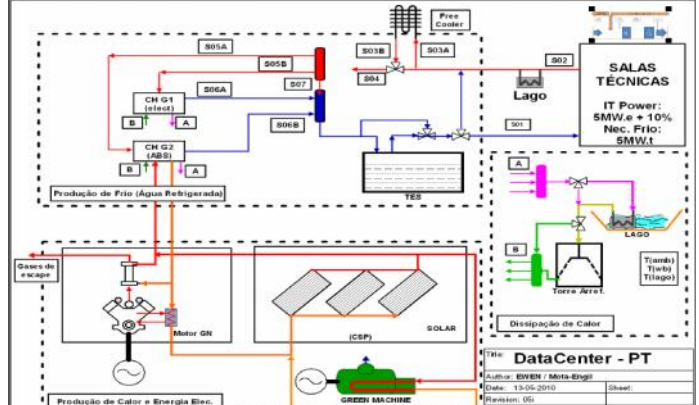 Free
Cooler
S05A
S05B
S03B
S03A
S04
S02
S07
S06A
Lago
SALAS
TÉCNICAS
IT Power:
5MW.e + 10%
Nec. Frio:
5MW.t
CH G1
(elect)
B
A
S06B
S01
CH G2
(ABS)
B
A
TES
Produção de Frio (Água Refrigerada)
A
LAGO
B
T(amb)
T(wb)
T(lago)
Torre Arref.
Dissipação de Calor
Gases de
escape
Motor GN
(CSP)
SOLAR
GREEN MACHINE
Produção de Calor e Energia Elec.
Title:
DataCenter - PT
Author: EWEN / Mota-Engil
Date: 13-05-2010
Sheet:
Revision: 05i